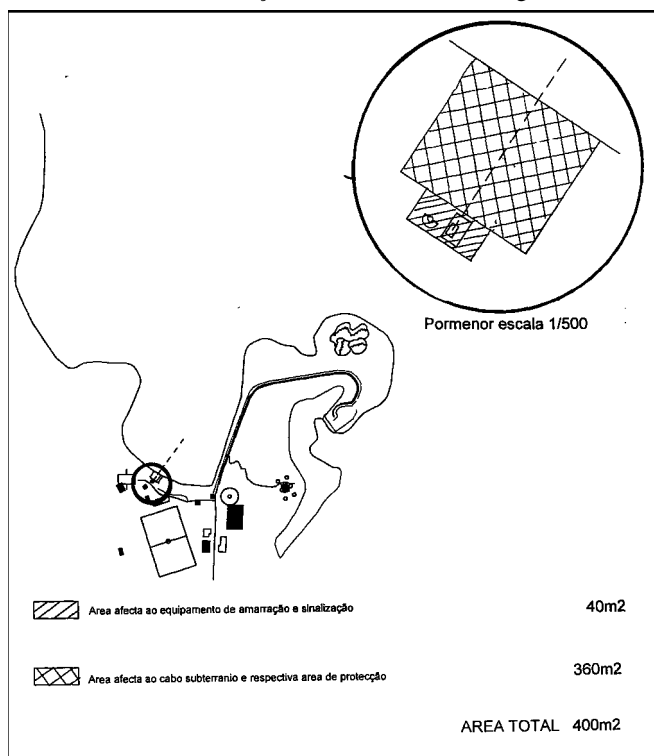 Pormenor escala 1/500
Area afecta ao equipamento de amarração e sinalização 40m2
Area afecta ao cabo subterranio e respectiva area de protecção 360m2
AREA TOTAL 400m2